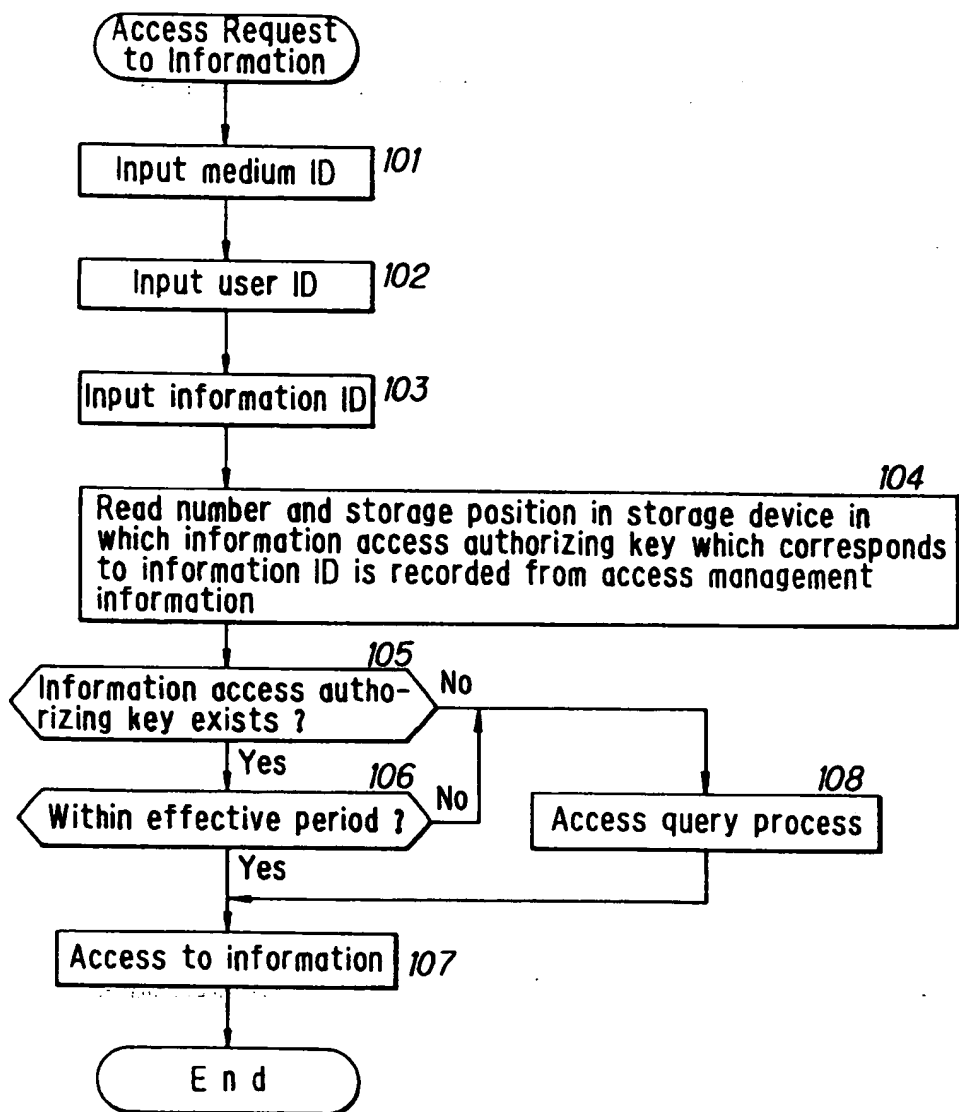 Access Request
to Information
Input medium ID
101
Input user ID
102
Input information ID
103
104
Read number and storage position in storage device in
which information access authorizing key which corresponds
to information ID is recorded from access management
information
105
Information access autho-
rizing key exists ?
No
Yes
106
Within effective period ?
No
Yes
108
Access query process
Access to information
107
End